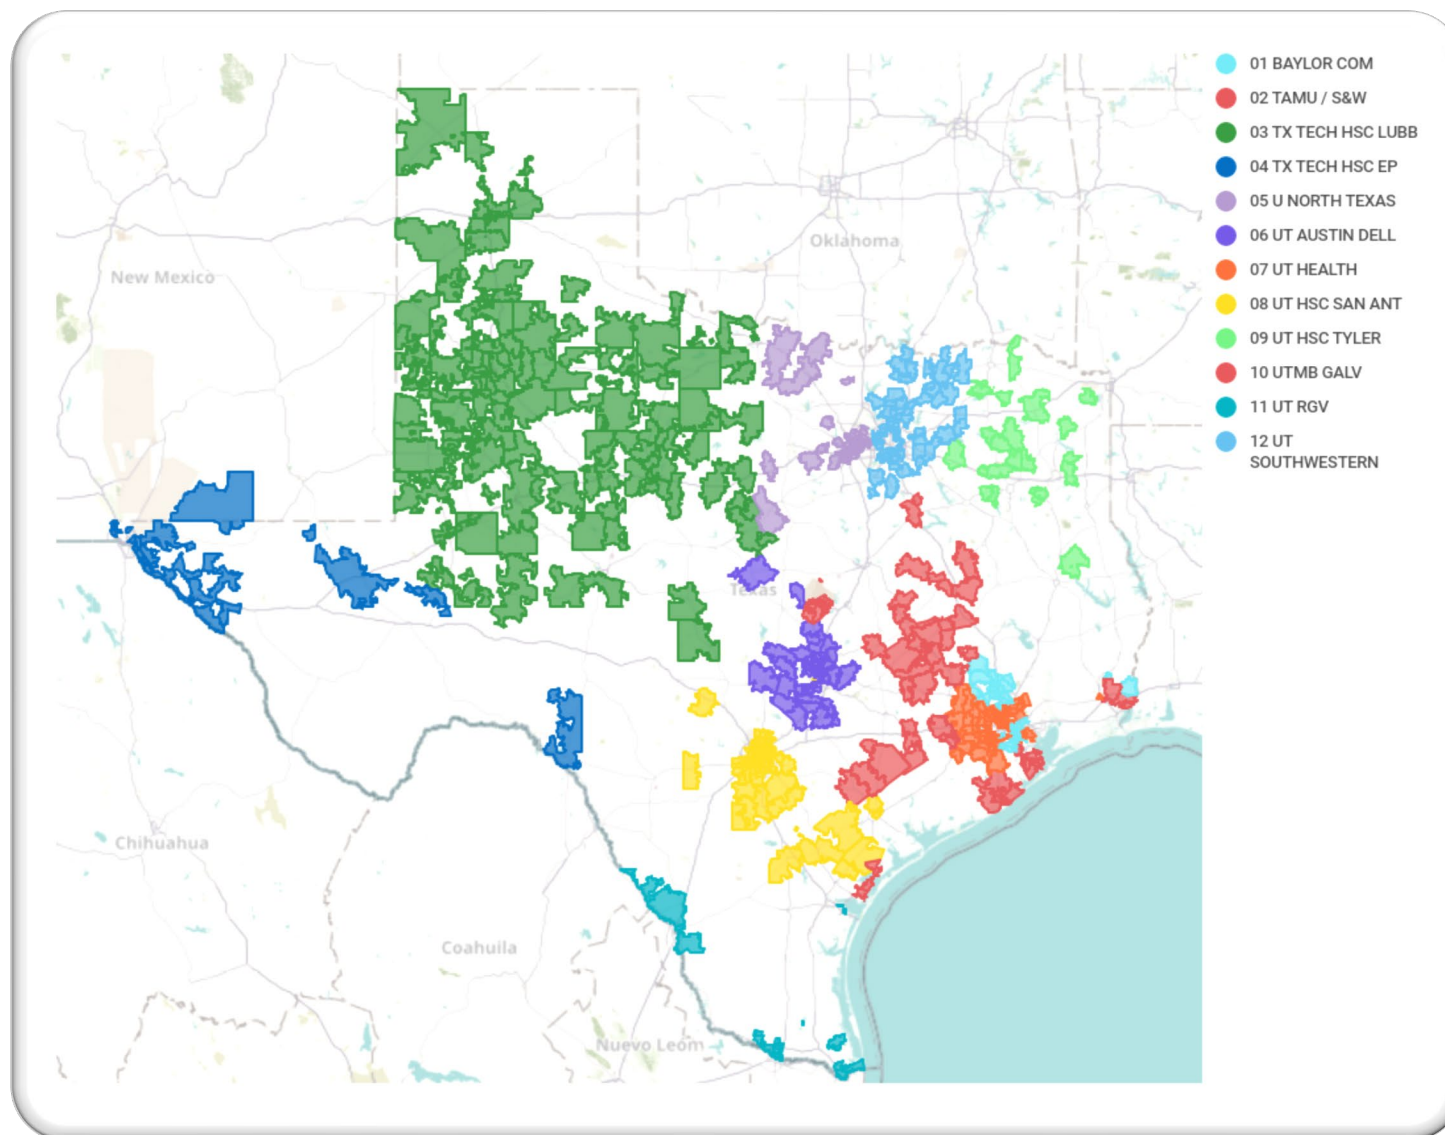 New Mexico
Oklahoma
Texas
Chihuahua
Coahuila
Nuevo León
01 BAYLOR COM
02 TAMU / S&W
03 TX TECH HSC LUBB
04 TX TECH HSC EP
05 U NORTH TEXAS
06 UT AUSTIN DELL
07 UT HEALTH
08 UT HSC SAN ANT
09 UT HSC TYLER
10 UTMB GALV
11 UT RGV
12 UT
SOUTHWESTERN